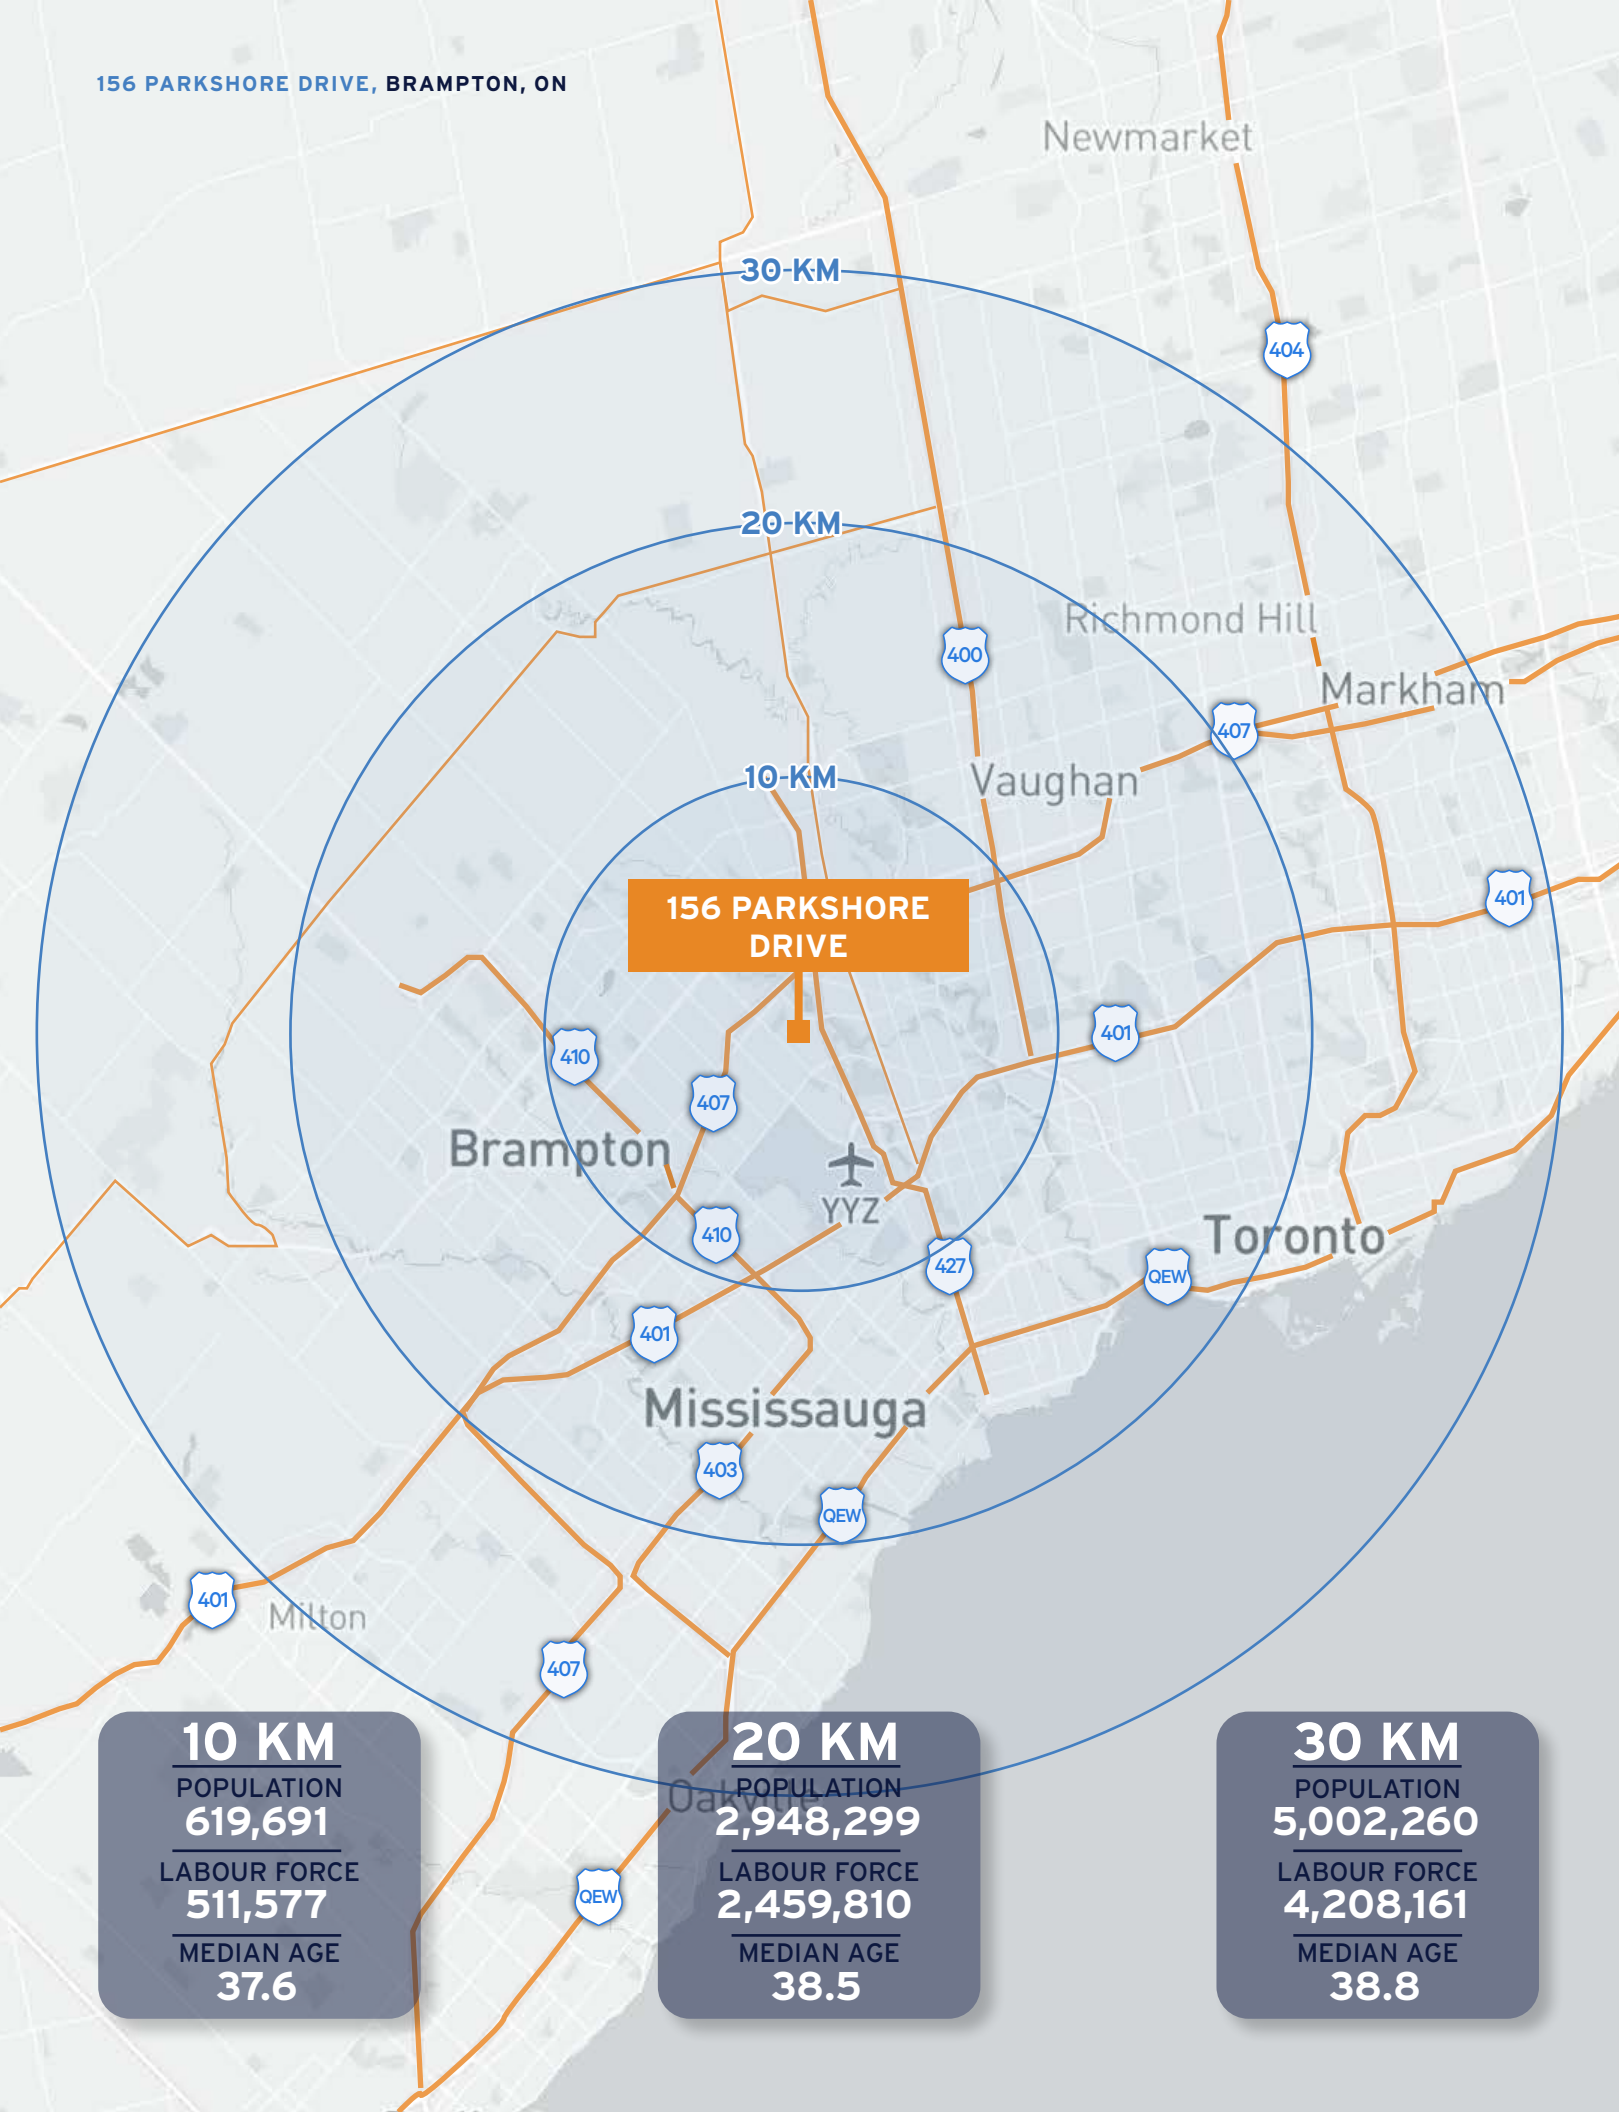 156 PARKSHORE DRIVE, BRAMPTON, ON
Newmarket
30 KM
404
20 KM
Richmond Hill
400
Markham
407
10 KM
Vaughan
156 PARKSHORE
DRIVE
401
401
410
407
Brampton
YYZ
410
Toronto
427
QEW
401
Mississauga
403
QEW
401
Milton
407
Oakville
QEW
10 KM
POPULATION
619,691
LABOUR FORCE
511,577
MEDIAN AGE
37.6
20 KM
POPULATION
2,948,299
LABOUR FORCE
2,459,810
MEDIAN AGE
38.5
30 KM
POPULATION
5,002,260
LABOUR FORCE
4,208,161
MEDIAN AGE
38.8